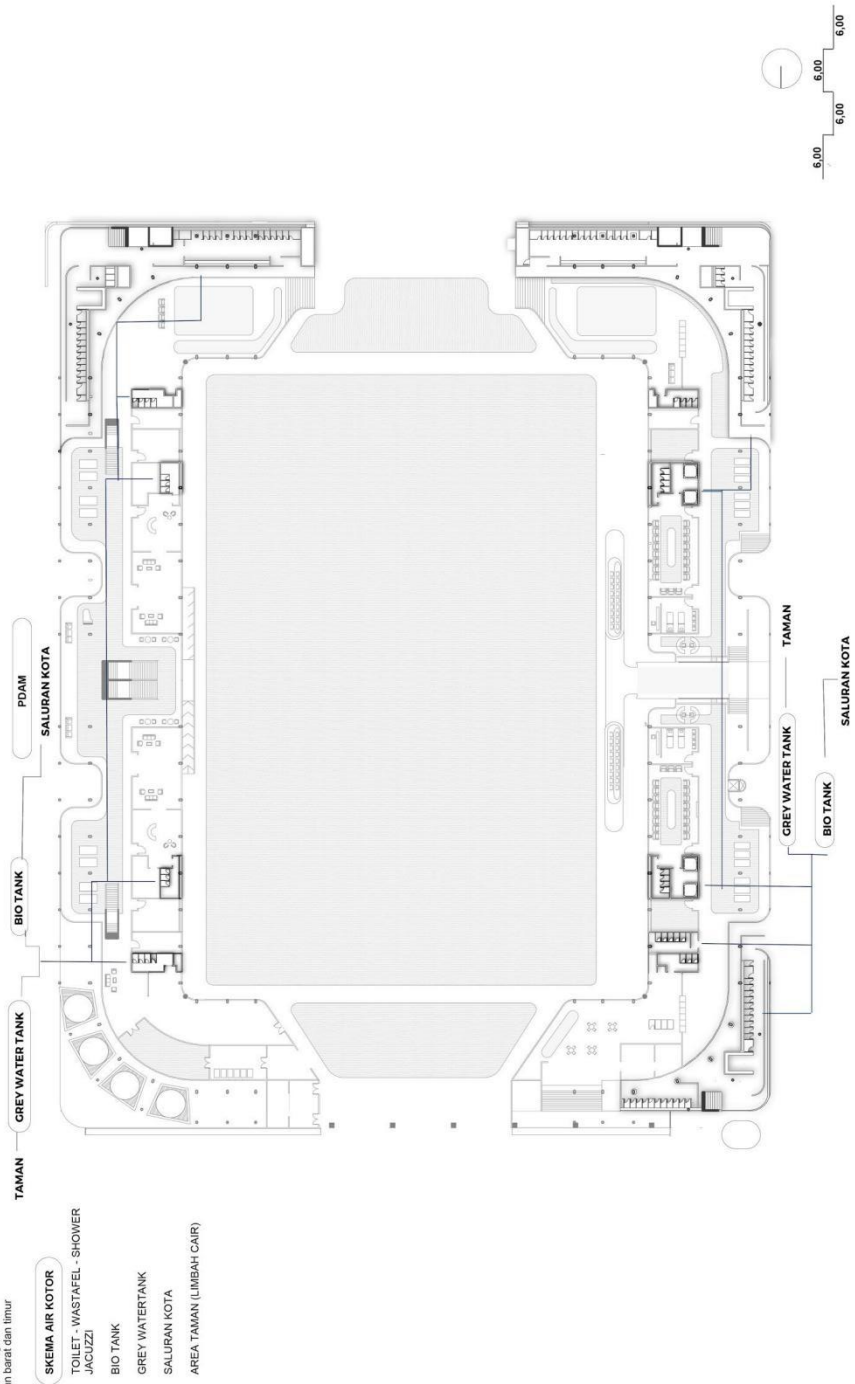 n barat dan timur
SKEMA AIR KOTOR
TOILET - WASTAFEL - SHOWER
JACUZZI
BIO TANK
GREY WATERTANK
SALURAN KOTA
AREA TAMAN (LIMBAH CAIR)
TAMAN
GREY WATER TANK
BIO TANK
PDAM
SALURAN KOTA
GREY WATER TANK
TAMAN
BIO TANK
SALURAN KOTA
6,00
6,00
6,00
6,00